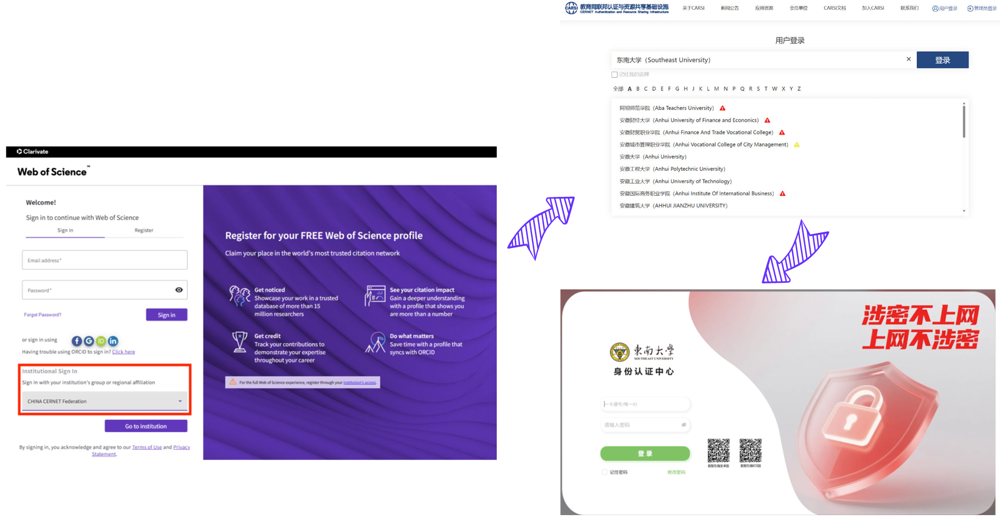 Clarivate
Web of Science™
Welcome!
Sign in to continue with Web of Science
Sign in
Register
Email address*
Password*
Forgot Password?
Sign in
or sign in using
Having trouble using ORCID to sign in? Click here
Institutional Sign In
Sign In with your institution's group or regional affiliation
CHINA CERNET Federation
Go to institution
By signing in, you acknowledge and agree to our Terms of Use and Privacy
Statement.
Register for your FREE Web of Science profile
Claim your place in the world's most trusted citation network
Get noticed
Showcase your work in a trusted
database of more than 15
million researchers
See your citation impact
Gain a deeper understanding
with a profile that shows you
are more than a number
Get credit
Track your contributions to
demonstrate your expertise
throughout your career
Do what matters
Save time with a profile that
syncs with ORCID
For the full Web of Science experience, register through your institution's access.
CARSI 教育网联邦认证与资源共享基础设施
CERNET Authentication and Resource Sharing Infrastructure
关于CARSI
新闻公告
应用资源
会员单位
CARSI文档
加入CARSI
联系我们
用户登录
管理员登录
用户登录
东南大学（Southeast University）
登录
记住我的选择
全部 A B C D E F G H J K L M N P Q R S T W X Y Z
阿坝师范学院（Aba Teachers University）
安徽财经大学（Anhui University of Finance and Econonics）
安徽财贸职业学院（Anhui Finance And Trade Vocational College）
安徽城市管理职业学院（Anhui Vocational College of City Management）
安徽大学（Anhui University）
安徽工程大学（Anhui Polytechnic University）
安徽工业大学（Anhui University of Technology）
安徽国际商务职业学院（Anhui Institute Of International Business）
安徽建筑大学（AHHUI JIANZHU UNIVERSITY）
涉密不上网
上网不涉密
東南大學
SOUTHEAST UNIVERSITY
身份认证中心
一卡通号/唯一ID
请输入密码
登录
记住密码
修改密码
数智东南安卓版
数智东南IOS版